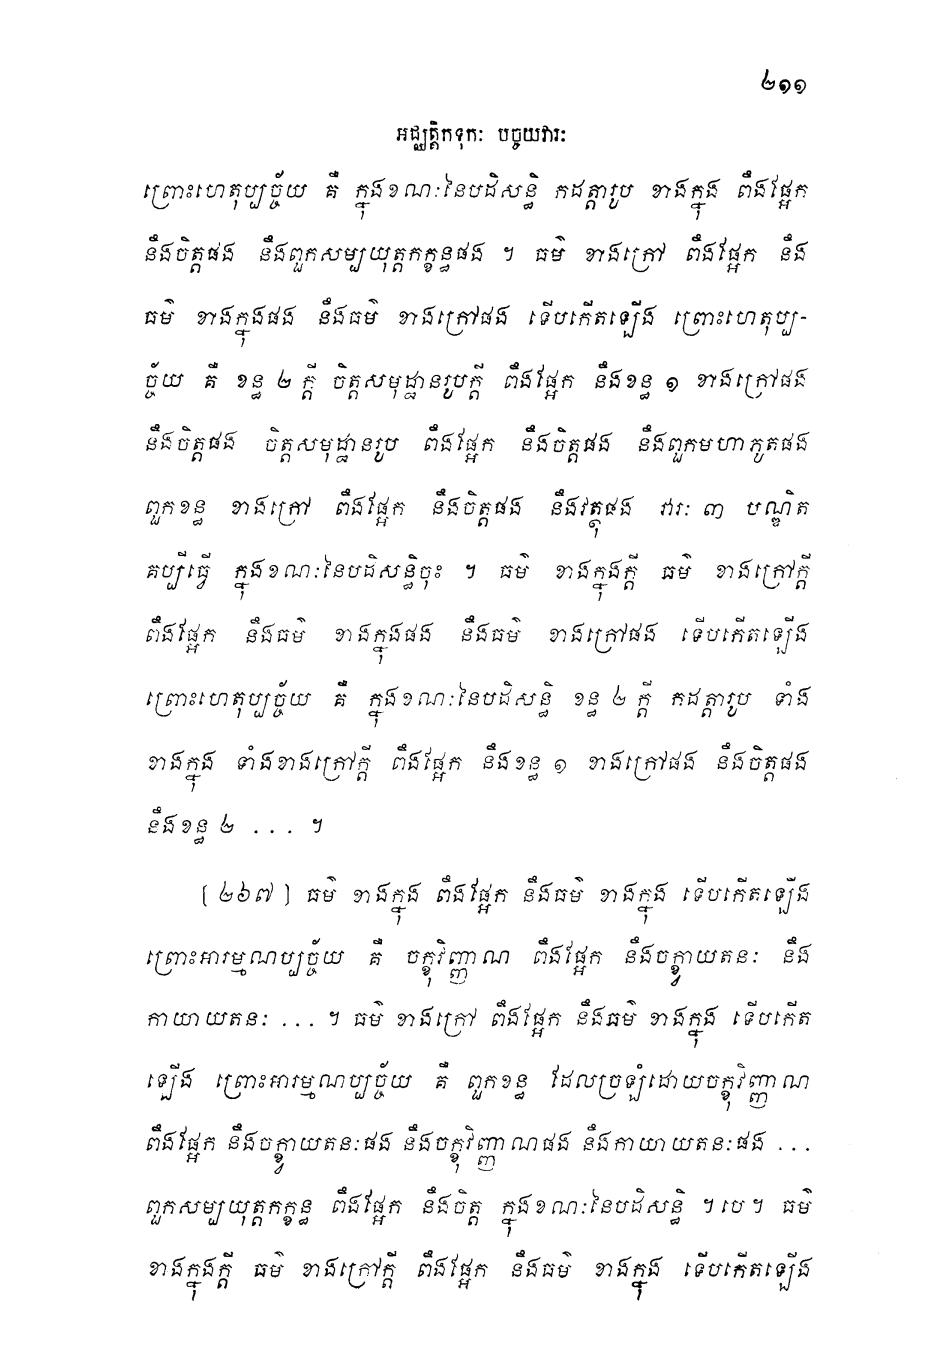 ២១១
អជ្ឈត្តិកទុកៈ បច្ចយវារៈ
ព្រោះហេតុប្បច្ច័យ គឺ ក្នុងខណៈនៃបដិសន្ធិ កដត្តារូប ខាងក្នុង ពឹងផ្អែក
នឹងចិត្តផង នឹងពួកសម្បយុត្តកក្ខន្ធផង ។ ធម៌ ខាងក្រៅ ពឹងផ្អែក នឹង
ធម៌ ខាងក្នុងផង នឹងធម៌ ខាងក្រៅផង ទើបកើតឡើង ព្រោះហេតុប្ប-
ច្ច័យ គឺ ខន្ធ ២ ក្តី ចិត្តសមុដ្ឋានរូបក្តី ពឹងផ្អែក នឹងខន្ធ ១ ខាងក្រៅផង
នឹងចិត្តផង ចិត្តសមុដ្ឋានរូប ពឹងផ្អែក នឹងចិត្តផង នឹងពួកមហាភូតផង
ពួកខន្ធ ខាងក្រៅ ពឹងផ្អែក នឹងចិត្តផង នឹងវត្ថុផង វារៈ ៣ បណ្ឌិត
គប្បីធ្វើ ក្នុងខណៈនៃបដិសន្ធិចុះ ។ ធម៌ ខាងក្នុងក្តី ធម៌ ខាងក្រៅក្តី
ពឹងផ្អែក នឹងធម៌ ខាងក្នុងផង នឹងធម៌ ខាងក្រៅផង ទើបកើតឡើង
ព្រោះហេតុប្បច្ច័យ គឺ ក្នុងខណៈនៃបដិសន្ធិ ខន្ធ ២ ក្តី កដត្តារូប ទាំង
ខាងក្នុង ទាំងខាងក្រៅក្តី ពឹងផ្អែក នឹងខន្ធ ១ ខាងក្រៅផង នឹងចិត្តផង
នឹងខន្ធ ២ ... ។
(២៦៧) ធម៌ ខាងក្នុង ពឹងផ្អែក នឹងធម៌ ខាងក្នុង ទើបកើតឡើង
ព្រោះអារម្មណប្បច្ច័យ គឺ ចក្ខុវិញ្ញាណ ពឹងផ្អែក នឹងចក្ខ្វាយតនៈ នឹង
កាយាយតនៈ ... ។ ធម៌ ខាងក្រៅ ពឹងផ្អែក នឹងធម៌ ខាងក្នុង ទើបកើត
ឡើង ព្រោះអារម្មណប្បច្ច័យ គឺ ពួកខន្ធ ដែលច្រឡំដោយចក្ខុវិញ្ញាណ
ពឹងផ្អែក នឹងចក្ខ្វាយតនៈផង នឹងចក្ខុវិញ្ញាណផង នឹងកាយាយតនៈផង ...
ពួកសម្បយុត្តកក្ខន្ធ ពឹងផ្អែក នឹងចិត្ត ក្នុងខណៈនៃបដិសន្ធិ ។ បេ ។ ធម៌
ខាងក្នុងក្តី ធម៌ ខាងក្រៅក្តី ពឹងផ្អែក នឹងធម៌ ខាងក្នុង ទើបកើតឡើង